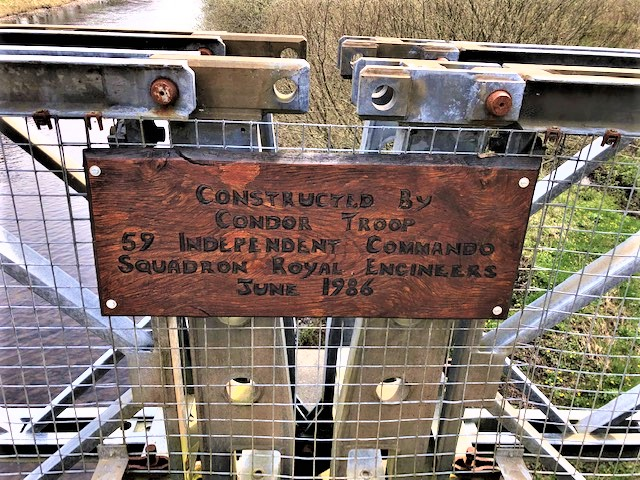 CONSTRUCTED BY
CONDOR TROOP
59 INDEPENDENT COMMANDO
SQUADRON ROYAL ENGINEERS
JUNE 1986